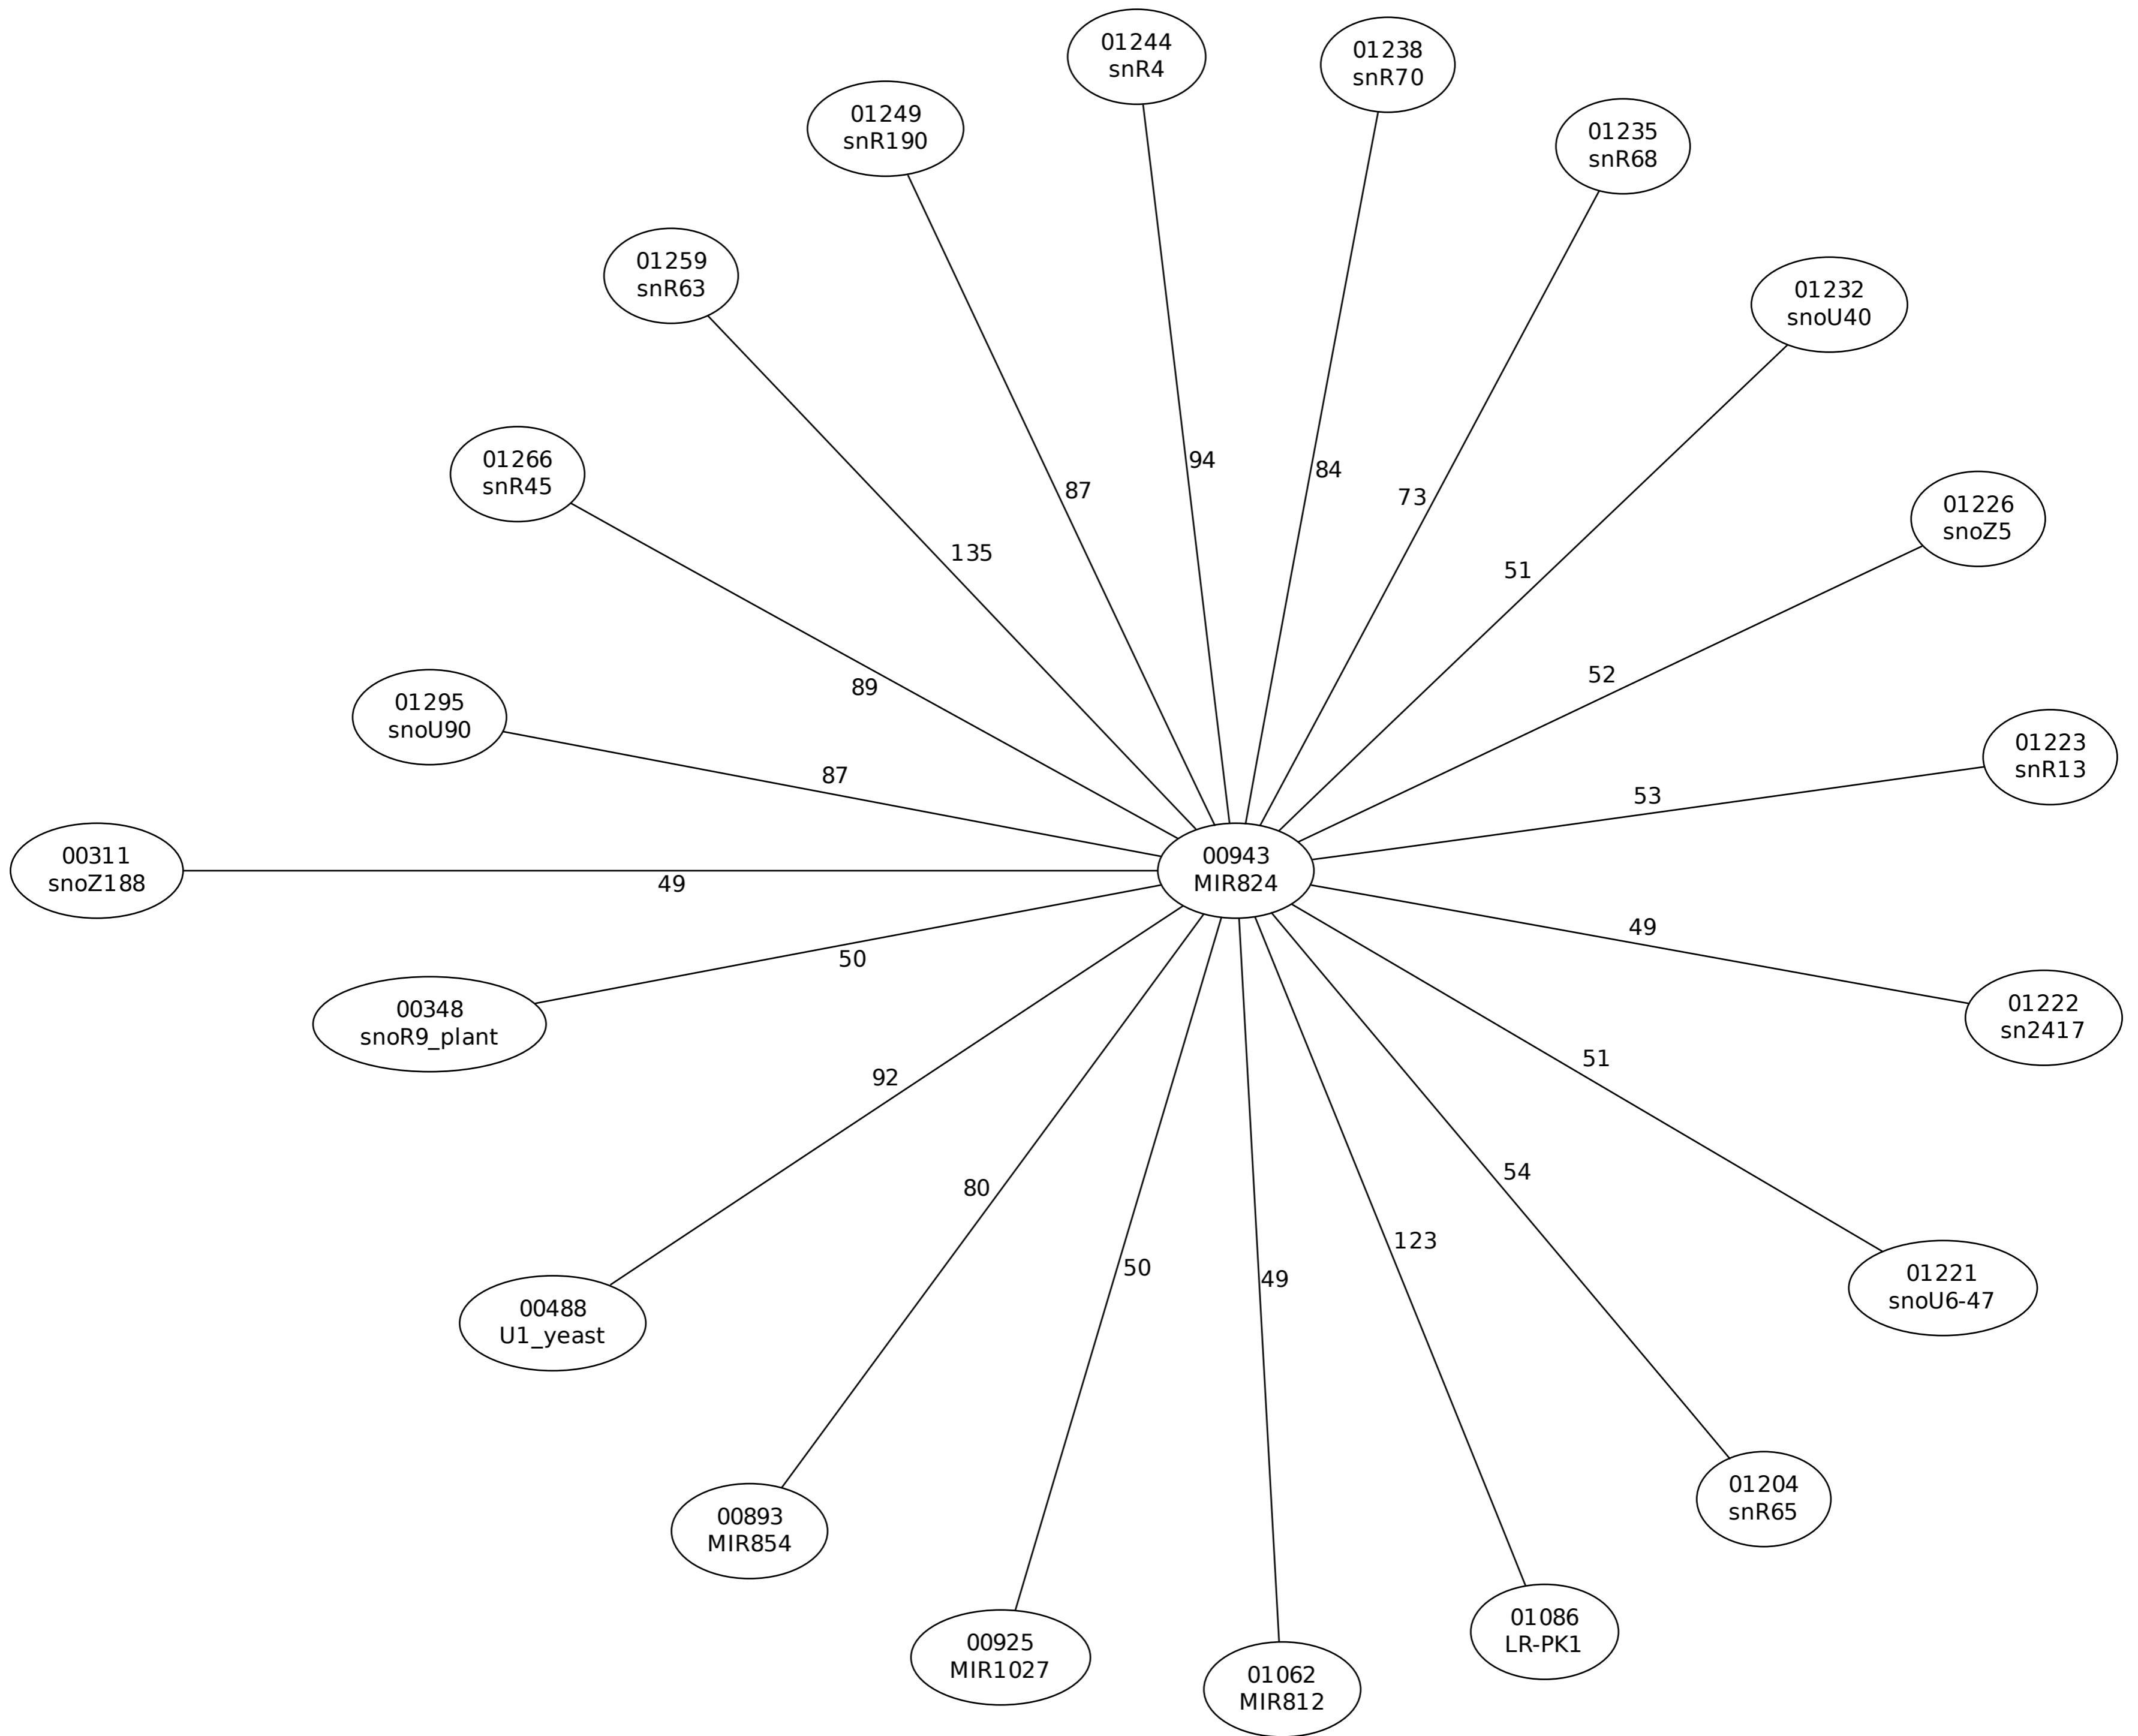 01244
snR4
01238
snR70
01249
snR190
01235
snR68
01259
snR63
01232
snoU40
01266
snR45
94
84
87
73
01226
snoZ5
135
51
89
52
01295
snoU90
01223
snR13
87
53
00311
snoZ188
49
00943
MIR824
49
50
00348
snoR9_plant
01222
sn2417
92
51
80
54
50
49
123
01221
snoU6-47
00488
U1_yeast
00893
MIR854
01204
snR65
00925
MIR1027
01062
MIR812
01086
LR-PK1